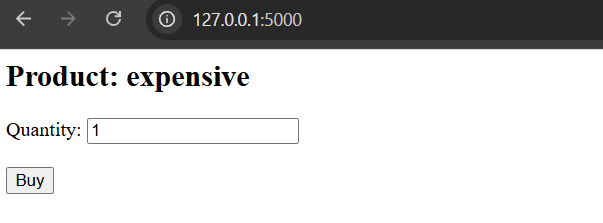 127.0.0.1:5000
Product: expensive
Quantity: 1
Buy